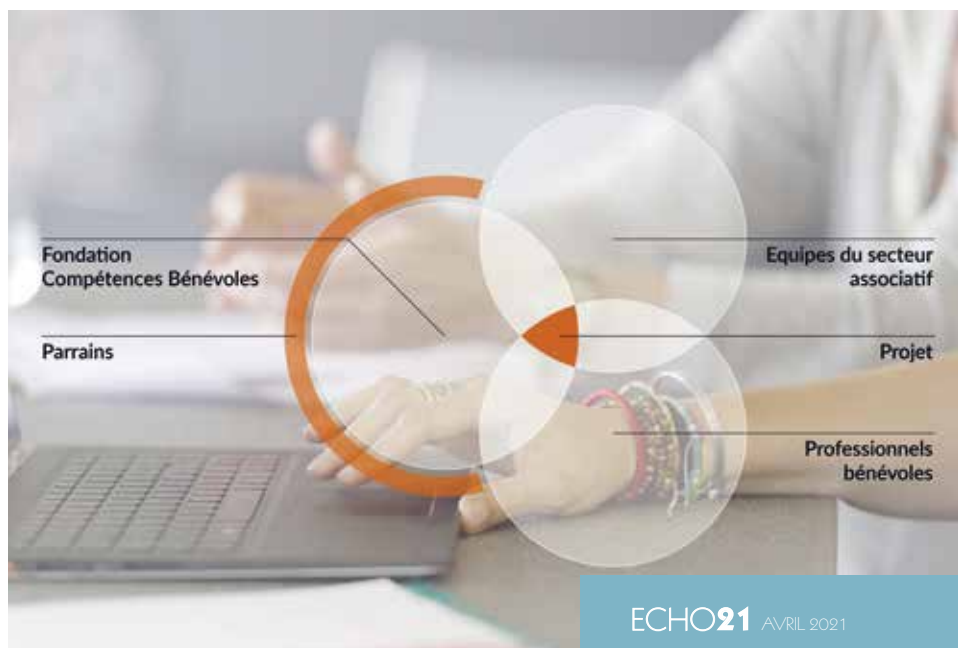 Fondation
Compétences Bénévoles
Parrains
Equipes du secteur
associatif
Projet
Professionnels
bénévoles
ECHO21 AVRIL 2021